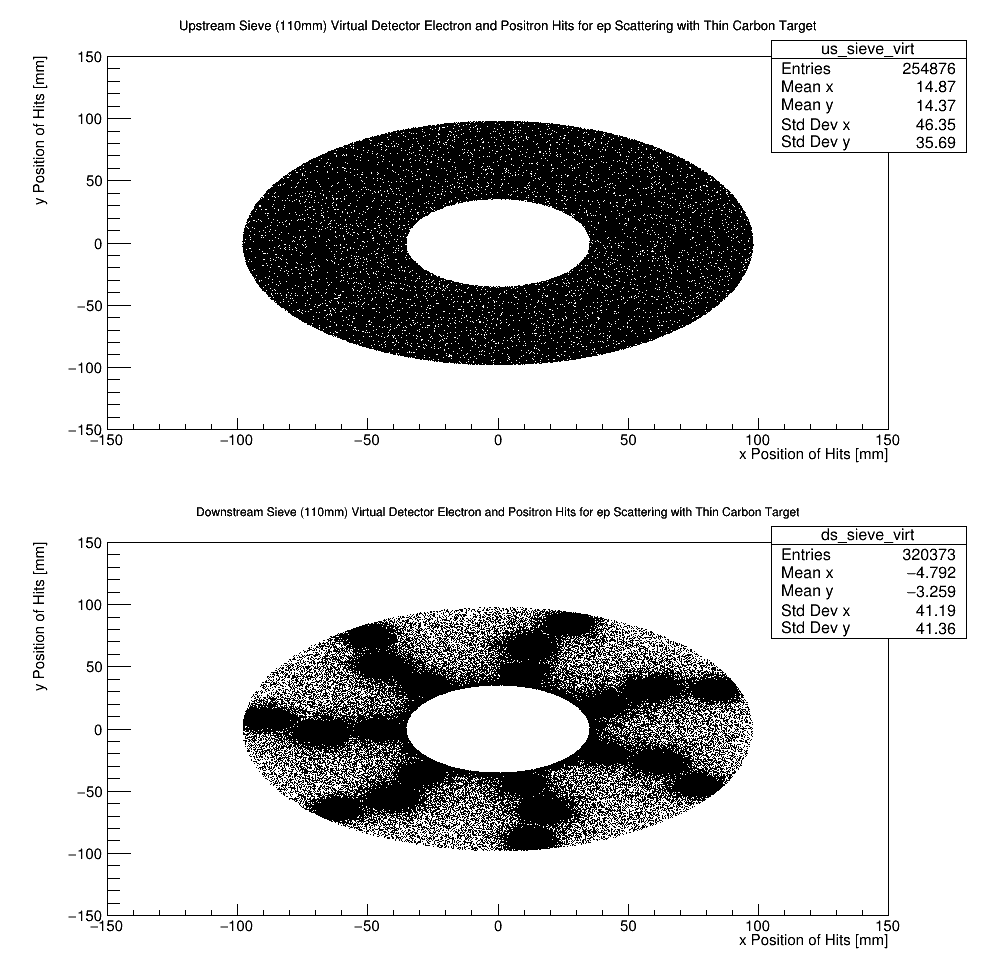 Upstream Sieve (110mm) Virtual Detector Electron and Positron Hits for ep Scattering with Thin Carbon Target
us_sieve_virt
Entries 254876
Mean x 14.87
Mean y 14.37
Std Dev x 46.35
Std Dev y 35.69
y Position of Hits [mm]
150
100
50
0
−50
−100
−150
−150 −100 −50 0 50 100 150
x Position of Hits [mm]
Downstream Sieve (110mm) Virtual Detector Electron and Positron Hits for ep Scattering with Thin Carbon Target
ds_sieve_virt
Entries 320373
Mean x −4.792
Mean y −3.259
Std Dev x 41.19
Std Dev y 41.36
y Position of Hits [mm]
150
100
50
0
−50
−100
−150
−150 −100 −50 0 50 100 150
x Position of Hits [mm]